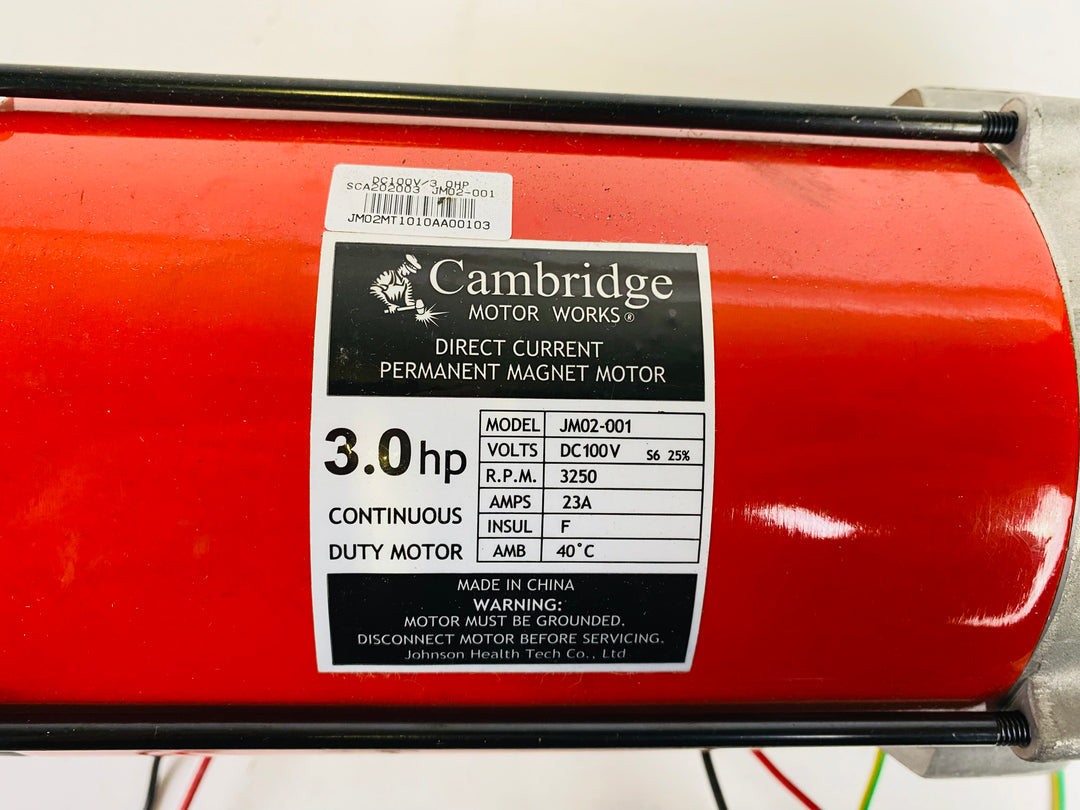 DC100V/3.0HP
SCA202003 JM02-001
JM02MT1010AA00103
Cambridge
MOTOR WORKS®
DIRECT CURRENT
PERMANENT MAGNET MOTOR
3.0hp
CONTINUOUS
DUTY MOTOR
MODEL JM02-001
VOLTS DC100V S6 25%
R.P.M. 3250
AMPS 23A
INSUL F
AMB 40°C
MADE IN CHINA
WARNING:
MOTOR MUST BE GROUNDED.
DISCONNECT MOTOR BEFORE SERVICING.
Johnson Health Tech Co., Ltd